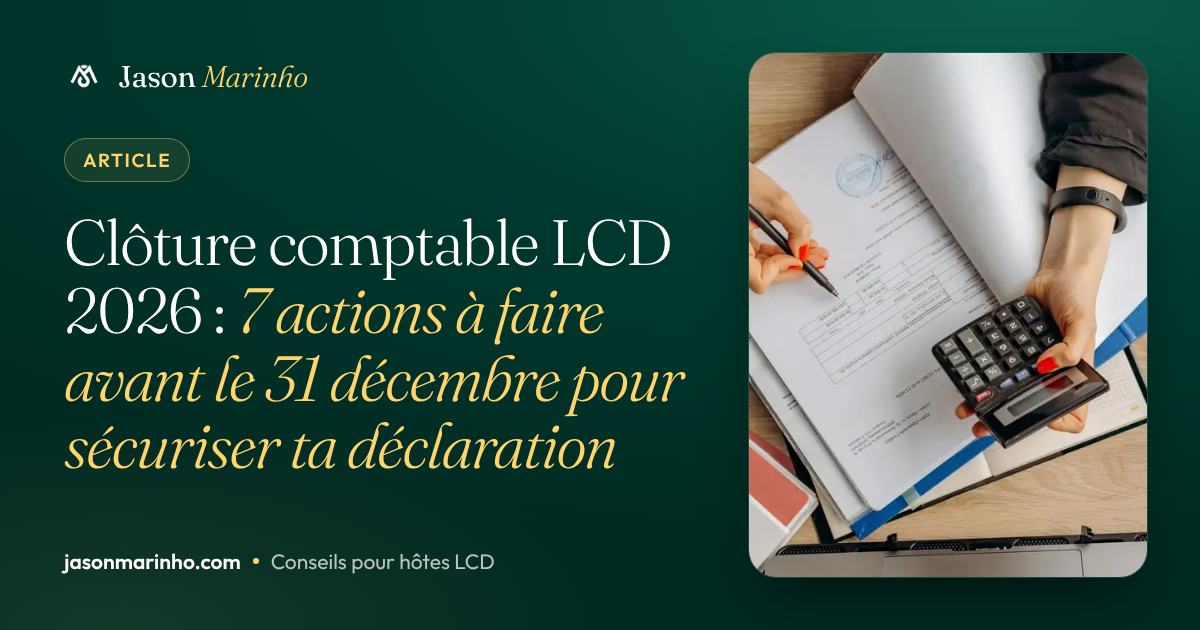 Jason Marinho
ARTICLE
Clôture comptable LCD
2026 : 7 actions à faire
avant le 31 décembre pour
sécuriser ta déclaration
jasonmarinho.com • Conseils pour hôtes LCD